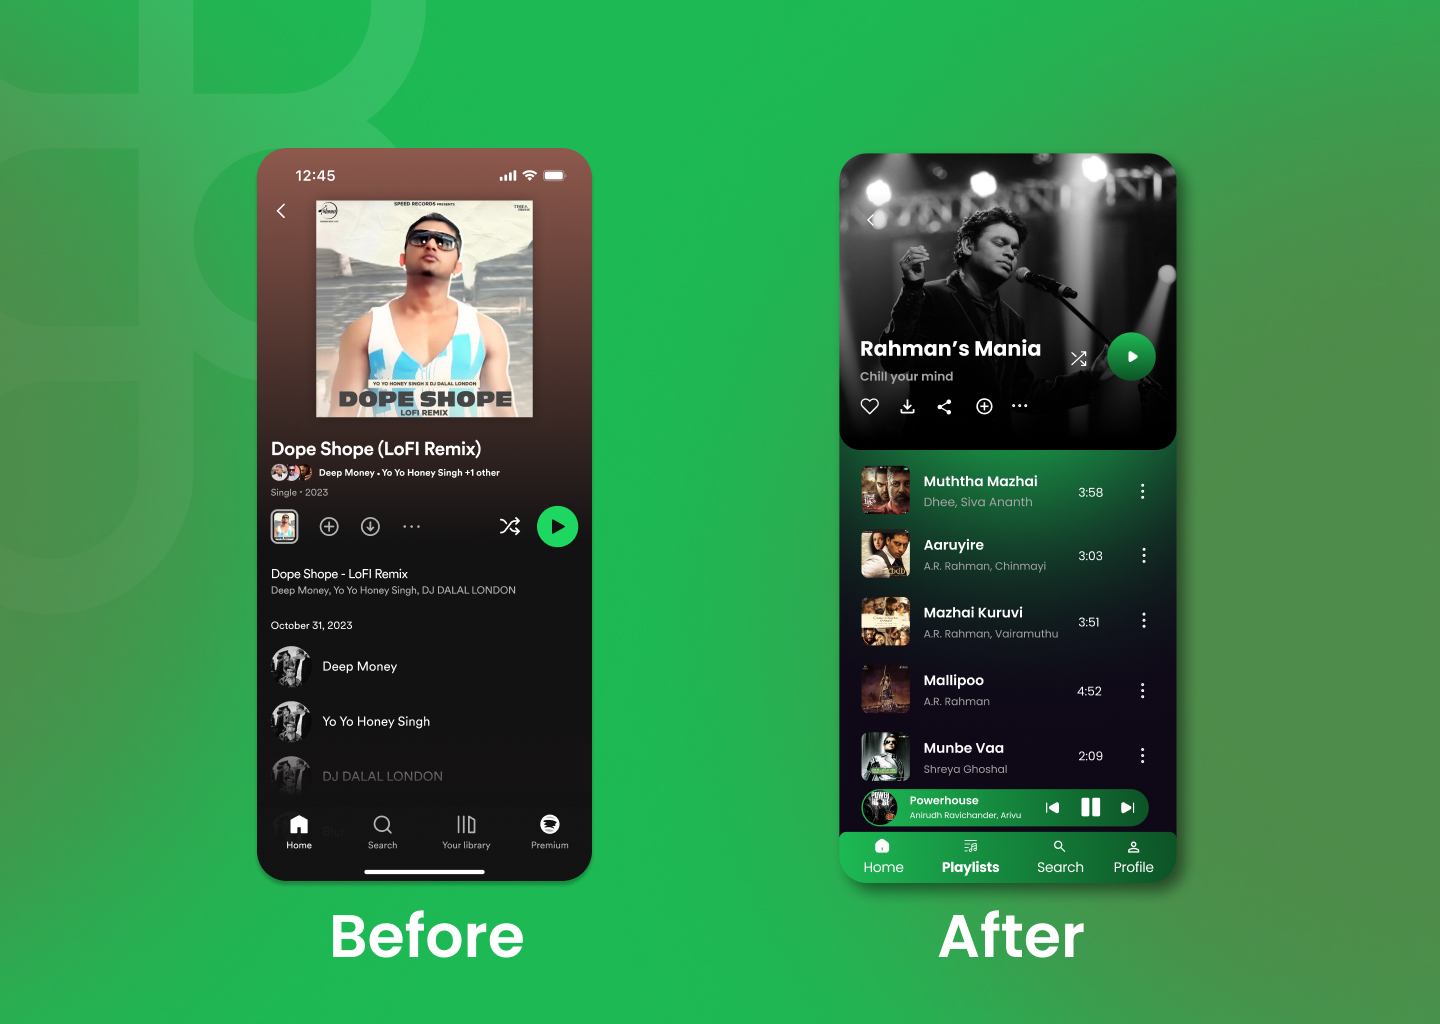 12:45
SPEED RECORDS PRESENTS
YO YO HONEY SINGH X DJ DALAL LONDON
DOPE SHOPE
LOFI REMIX
Dope Shope (LoFI Remix)
Deep Money • Yo Yo Honey Singh +1 other
Single • 2023
Dope Shope - LoFI Remix
Deep Money, Yo Yo Honey Singh, DJ DALAL LONDON
October 31, 2023
Deep Money
Yo Yo Honey Singh
DJ DALAL LONDON
Blur
Home
Search
Your library
Premium
Before
Rahman's Mania
Chill your mind
Muththa Mazhai
Dhee, Siva Ananth
3:58
Aaruyire
A.R. Rahman, Chinmayi
3:03
Mazhai Kuruvi
A.R. Rahman, Vairamuthu
3:51
Mallipoo
A.R. Rahman
4:52
Munbe Vaa
Shreya Ghoshal
2:09
Powerhouse
Anirudh Ravichander, Arivu
Home
Playlists
Search
Profile
After